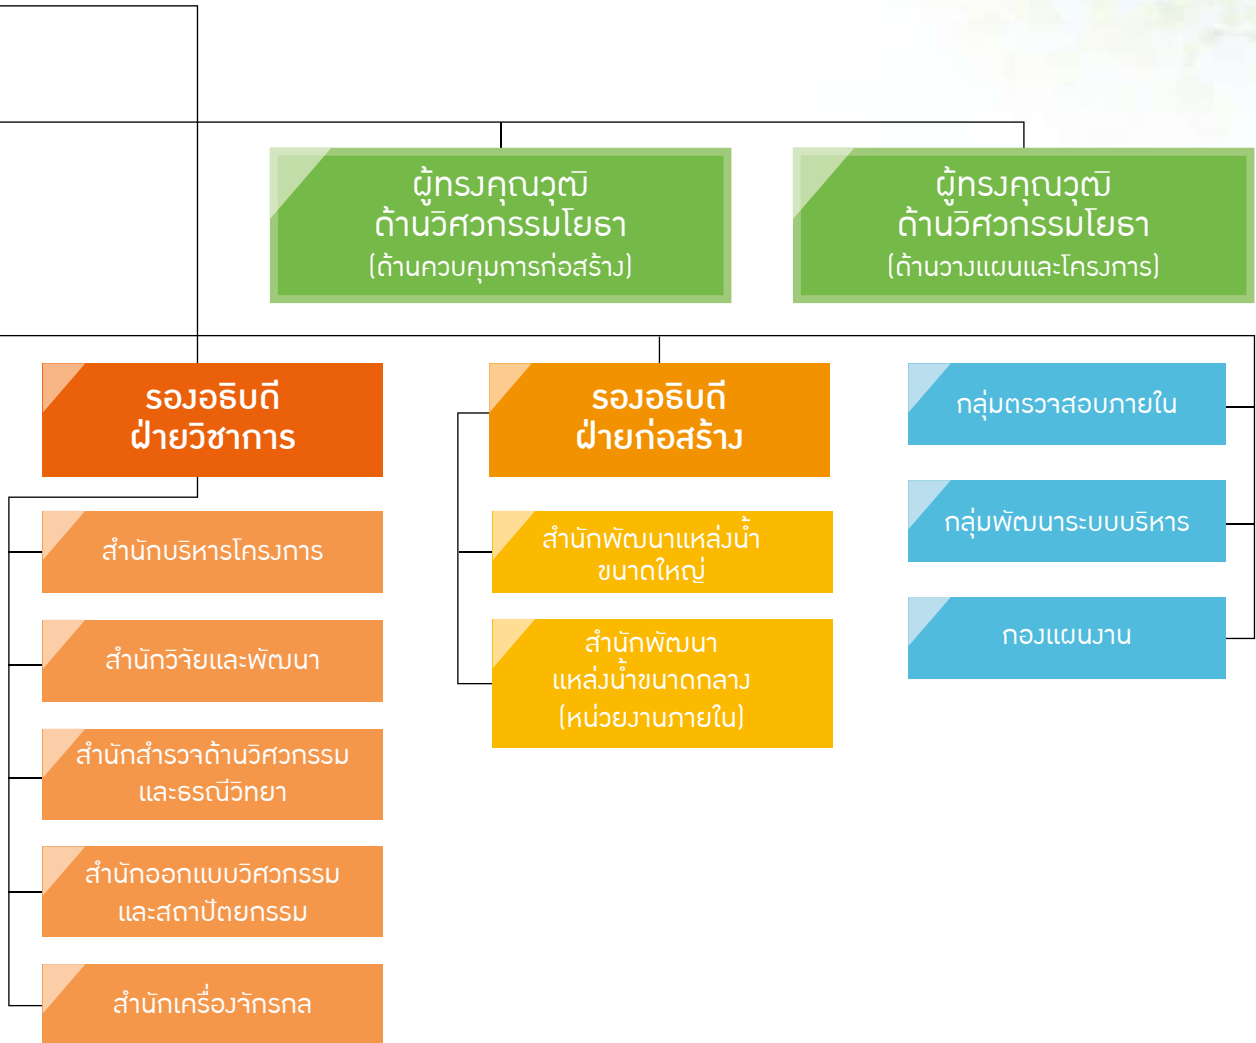 ผู้ทรงคุณวุฒิ
ด้านวิศวกรรมโยธา
(ด้านควบคุมการก่อสร้าง)
ผู้ทรงคุณวุฒิ
ด้านวิศวกรรมโยธา
(ด้านวางแผนและโครงการ)
รองอธิบดี
ฝ่ายวิชาการ
สำนักบริหารโครงการ
สำนักวิจัยและพัฒนา
สำนักสำรวจด้านวิศวกรรม
และธรณีวิทยา
สำนักออกแบบวิศวกรรม
และสถาปัตยกรรม
สำนักเครื่องจักรกล
รองอธิบดี
ฝ่ายก่อสร้าง
สำนักพัฒนาแหล่งน้ำ
ขนาดใหญ่
สำนักพัฒนา
แหล่งน้ำขนาดกลาง
(หน่วยงานภายใน)
กลุ่มตรวจสอบภายใน
กลุ่มพัฒนาระบบบริหาร
กองแผนงาน